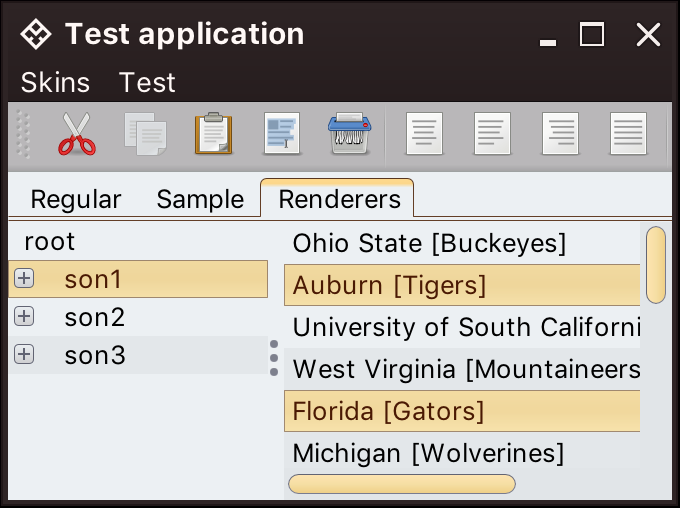 Test application
Skins Test
Regular Sample Renderers
root
son1
son2
son3
Ohio State [Buckeyes]
Auburn [Tigers]
University of South Californi
West Virginia [Mountaineers
Florida [Gators]
Michigan [Wolverines]